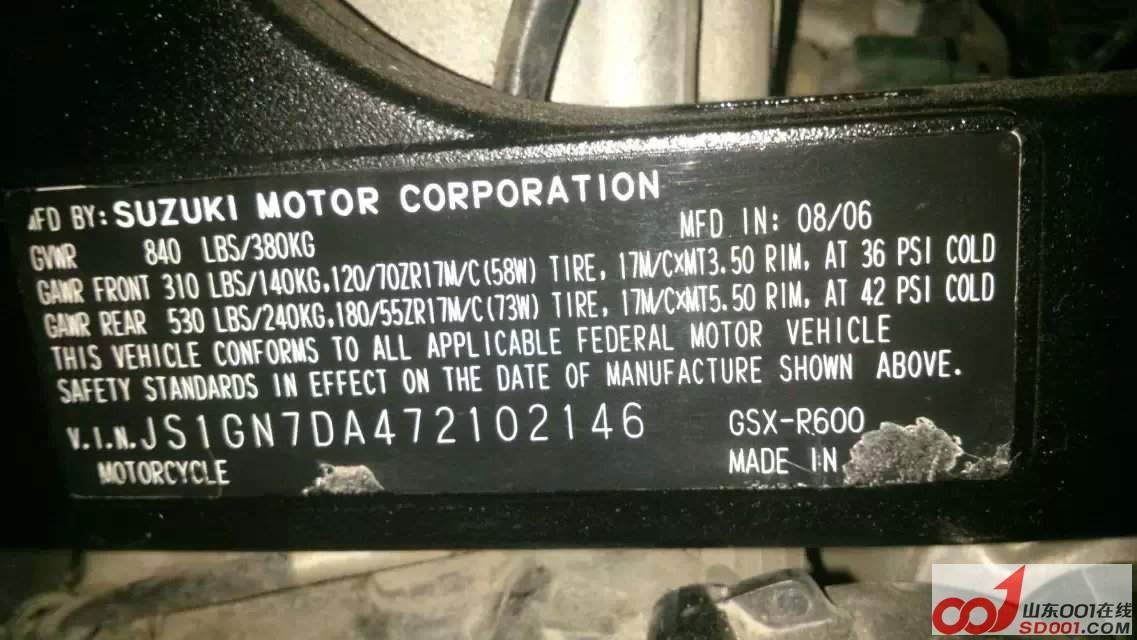 MFD BY: SUZUKI MOTOR CORPORATION
MFD IN: 08/06
GVWR 840 LBS/380KG
GAWR FRONT 310 LBS/140KG,120/70ZR17M/C(58W) TIRE, 17M/C×MT3.50 RIM, AT 36 PSI COLD
GAWR REAR 530 LBS/240KG,180/55ZR17M/C(73W) TIRE, 17M/C×MT5.50 RIM, AT 42 PSI COLD
THIS VEHICLE CONFORMS TO ALL APPLICABLE FEDERAL MOTOR VEHICLE
SAFETY STANDARDS IN EFFECT ON THE DATE OF MANUFACTURE SHOWN ABOVE.
V.I.N.JS1GN7DA472102146 GSX-R600
MOTORCYCLE MADE IN
山东001在线
SD001.COM